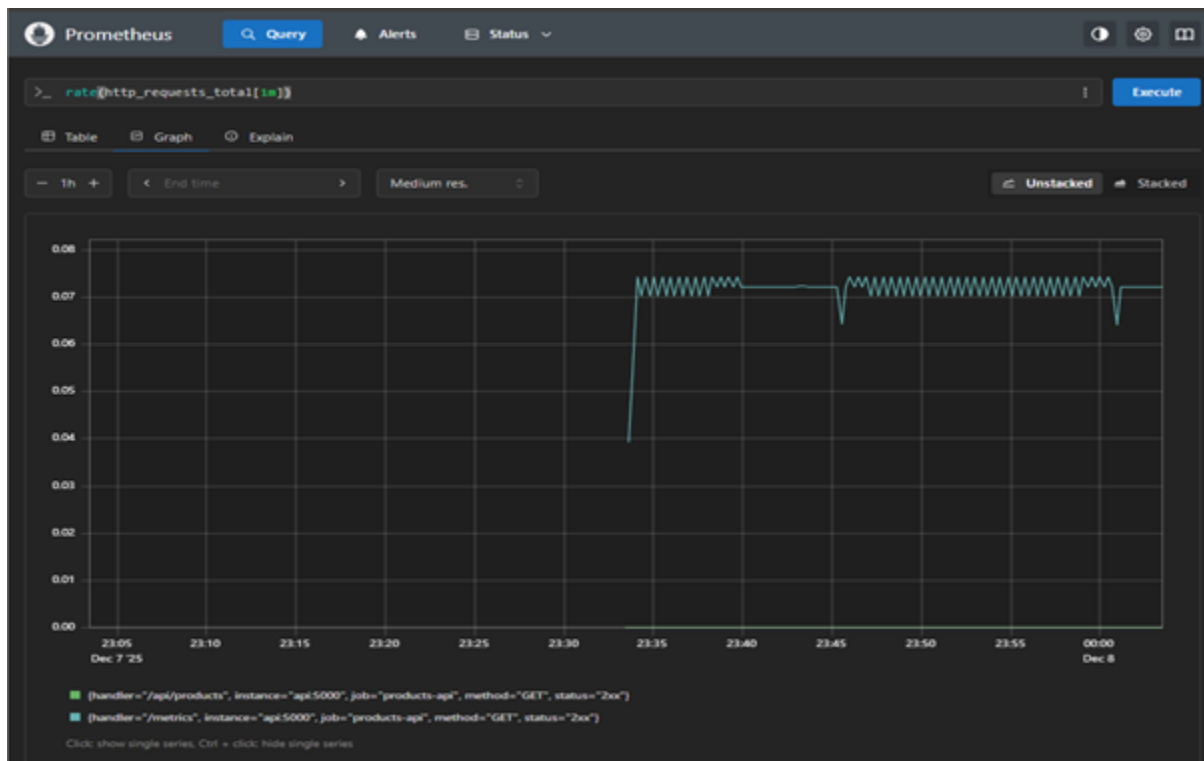 Prometheus Query Alerts Status
>_ rate(http_requests_total[1m]) Execute
Table Graph Explain
− 1h + < End time > Medium res. Unstacked Stacked
0.08
0.07
0.06
0.05
0.04
0.03
0.02
0.01
0.00
23:05 23:10 23:15 23:20 23:25 23:30 23:35 23:40 23:45 23:50 23:55 00:00
Dec 7 '25 Dec 8
{handler="/api/products", instance="api:5000", job="products-api", method="GET", status="2xx"}
{handler="/metrics", instance="api:5000", job="products-api", method="GET", status="2xx"}
Click: show single series, Ctrl + click: hide single series